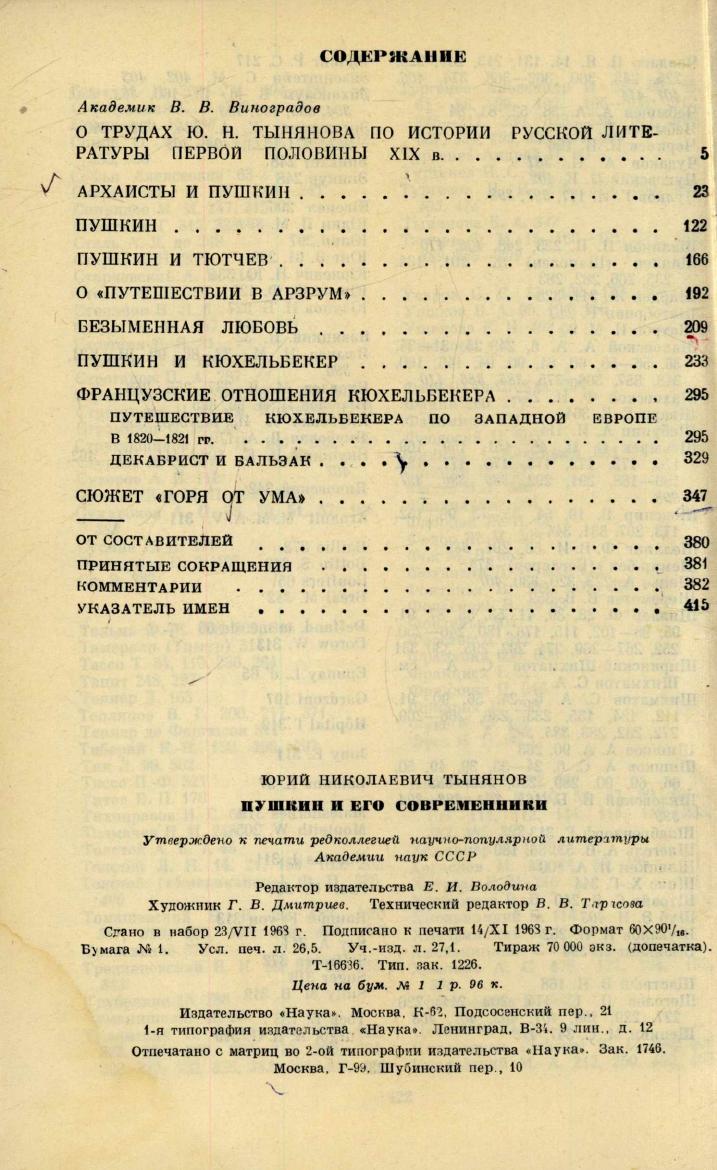 СОДЕРЖАНИЕ
Академик В. В. Виноградов
О ТРУДАХ Ю. Н. ТЫНЯНОВА ПО ИСТОРИИ РУССКОЙ ЛИТЕ-
РАТУРЫ ПЕРВОЙ ПОЛОВИНЫ XIX в. . . . . . . . . . . . 5
АРХАИСТЫ И ПУШКИН . . . . . . . . . . . . . . . . . 23
ПУШКИН . . . . . . . . . . . . . . . . . . . . . . . 122
ПУШКИН И ТЮТЧЕВ . . . . . . . . . . . . . . . . . . 166
О «ПУТЕШЕСТВИИ В АРЗРУМ» . . . . . . . . . . . . . . 192
БЕЗЫМЕННАЯ ЛЮБОВЬ . . . . . . . . . . . . . . . . 209
ПУШКИН И КЮХЕЛЬБЕКЕР . . . . . . . . . . . . . . . 233
ФРАНЦУЗСКИЕ ОТНОШЕНИЯ КЮХЕЛЬБЕКЕРА . . . . . . . . 295
ПУТЕШЕСТВИЕ КЮХЕЛЬБЕКЕРА ПО ЗАПАДНОЙ ЕВРОПЕ
В 1820—1821 гг. . . . . . . . . . . . . . . . . . . . 295
ДЕКАБРИСТ И БАЛЬЗАК . . . . . . . . . . . . . . . . 329
СЮЖЕТ «ГОРЯ ОТ УМА» . . . . . . . . . . . . . . . . 347
ОТ СОСТАВИТЕЛЕЙ . . . . . . . . . . . . . . . . . . 380
ПРИНЯТЫЕ СОКРАЩЕНИЯ . . . . . . . . . . . . . . . . 381
КОММЕНТАРИИ . . . . . . . . . . . . . . . . . . . . 382
УКАЗАТЕЛЬ ИМЕН . . . . . . . . . . . . . . . . . . 415
ЮРИЙ НИКОЛАЕВИЧ ТЫНЯНОВ
ПУШКИН И ЕГО СОВРЕМЕННИКИ
Утверждено к печати редколлегией научно-популярной литературы
Академии наук СССР
Редактор издательства Е. И. Володина
Художник Г. В. Дмитриев. Технический редактор В. В. Тарасова
Сдано в набор 23/VII 1968 г. Подписано к печати 14/XI 1968 г. Формат 60×90¹/₁₆.
Бумага № 1. Усл. печ. л. 26,5. Уч.-изд. л. 27,1. Тираж 70 000 экз. (допечатка).
Т-16636. Тип. зак. 1226.
Цена на бум. № 1 1 р. 96 к.
Издательство «Наука». Москва, К-62, Подсосенский пер., 21
1-я типография издательства «Наука». Ленинград, В-34. 9 лин., д. 12
Отпечатано с матриц во 2-ой типографии издательства «Наука». Зак. 1746.
Москва, Г-99, Шубинский пер., 10